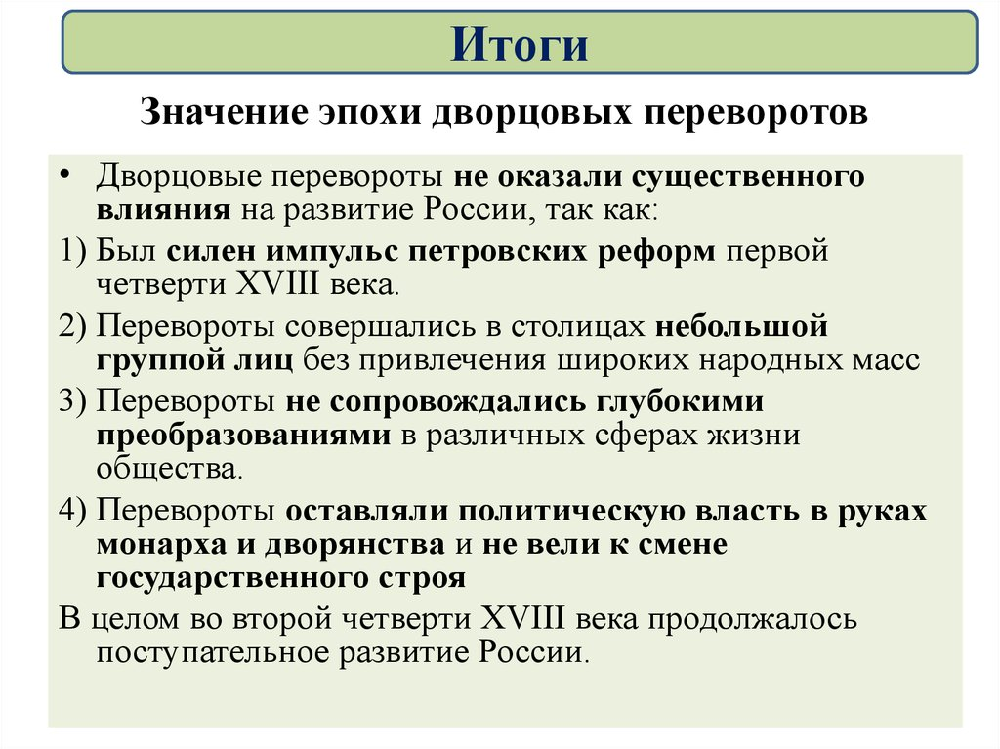 Итоги
Значение эпохи дворцовых переворотов
• Дворцовые перевороты не оказали существенного
влияния на развитие России, так как:
1) Был силен импульс петровских реформ первой
четверти XVIII века.
2) Перевороты совершались в столицах небольшой
группой лиц без привлечения широких народных масс
3) Перевороты не сопровождались глубокими
преобразованиями в различных сферах жизни
общества.
4) Перевороты оставляли политическую власть в руках
монарха и дворянства и не вели к смене
государственного строя
В целом во второй четверти XVIII века продолжалось
поступательное развитие России.